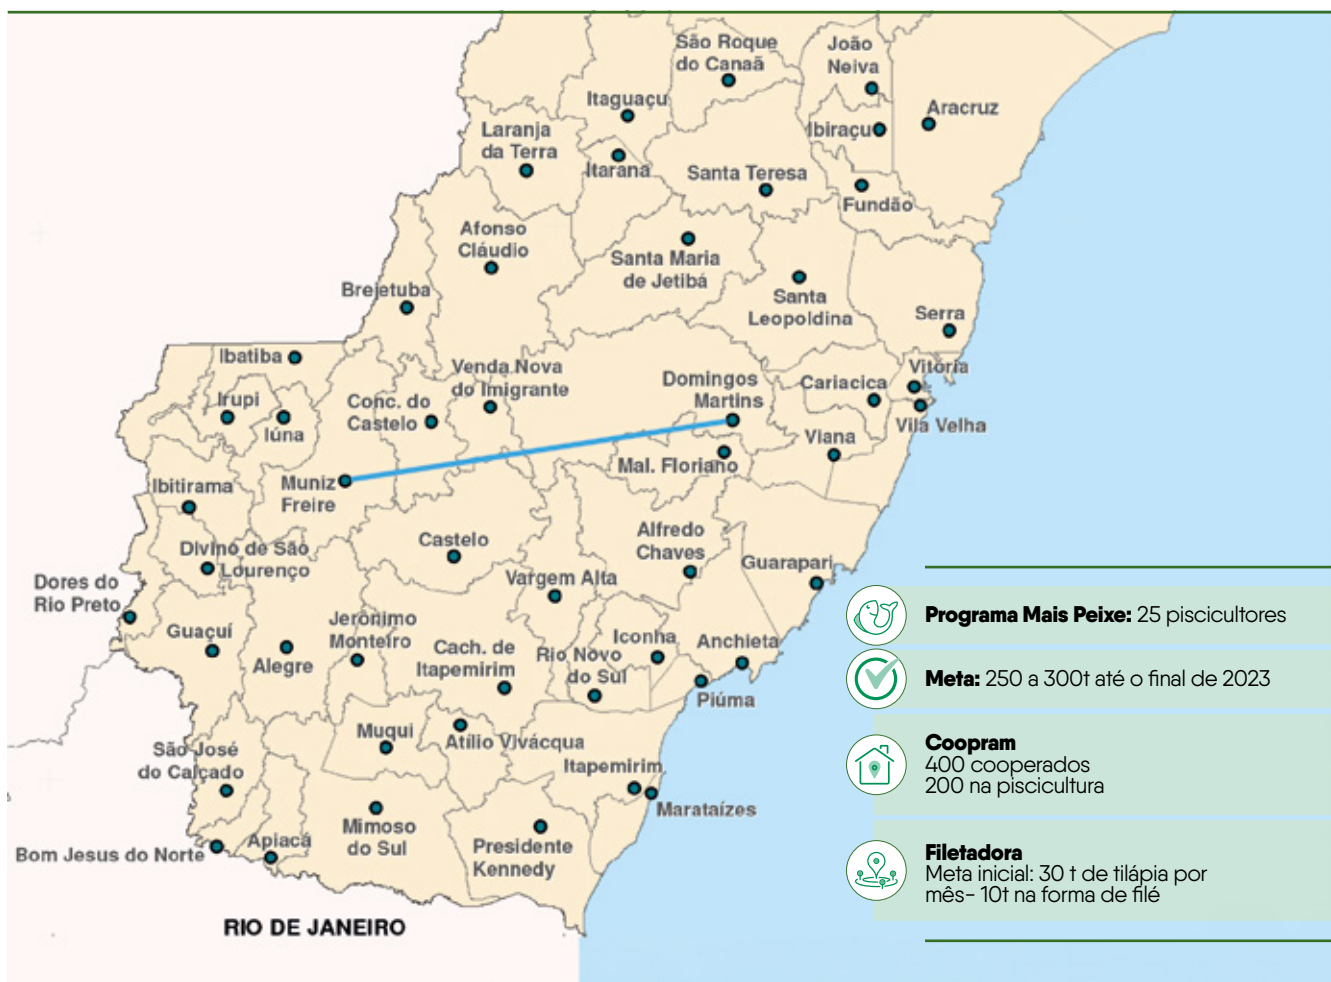 São Roque
do Canaã
João
Neiva
Itaguaçu
Aracruz
Laranja
da Terra
Ibiraçu
Itarana
Santa Teresa
Fundão
Afonso
Cláudio
Santa Maria
de Jetibá
Brejetuba
Santa
Leopoldina
Serra
Ibatiba
Venda Nova
do Imigrante
Vitória
Domingos
Martins
Cariacica
Irupi
Conc. do
Castelo
Iúna
Vila Velha
Viana
Mal. Floriano
Muniz
Freire
Ibitirama
Castelo
Alfredo
Chaves
Divino de São
Lourenço
Guarapari
Dores do
Rio Preto
Vargem Alta
Guaçuí
Jerônimo
Monteiro
Alegre
Cach. de
Itapemirim
Iconha
Rio Novo
do Sul
Anchieta
Piúma
Muqui
Atílio Vivácqua
São José
do Calçado
Itapemirim
Marataízes
Mimoso
do Sul
Presidente
Kennedy
Apiacá
Bom Jesus do Norte
RIO DE JANEIRO
Programa Mais Peixe: 25 piscicultores
Meta: 250 a 300t até o final de 2023
Coopram
400 cooperados
200 na piscicultura
Filetadora
Meta inicial: 30 t de tilápia por
mês- 10t na forma de filé